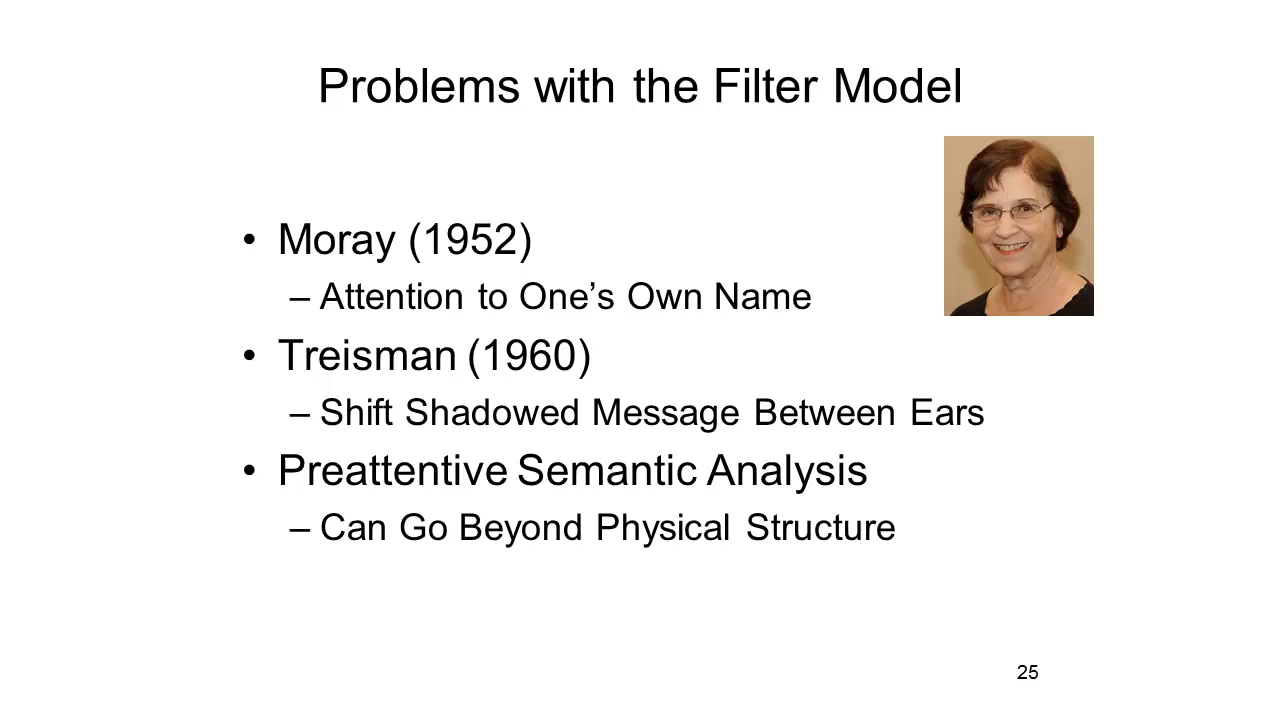 Problems with the Filter Model
• Moray (1952)
– Attention to One’s Own Name
• Treisman (1960)
– Shift Shadowed Message Between Ears
• Preattentive Semantic Analysis
– Can Go Beyond Physical Structure
25